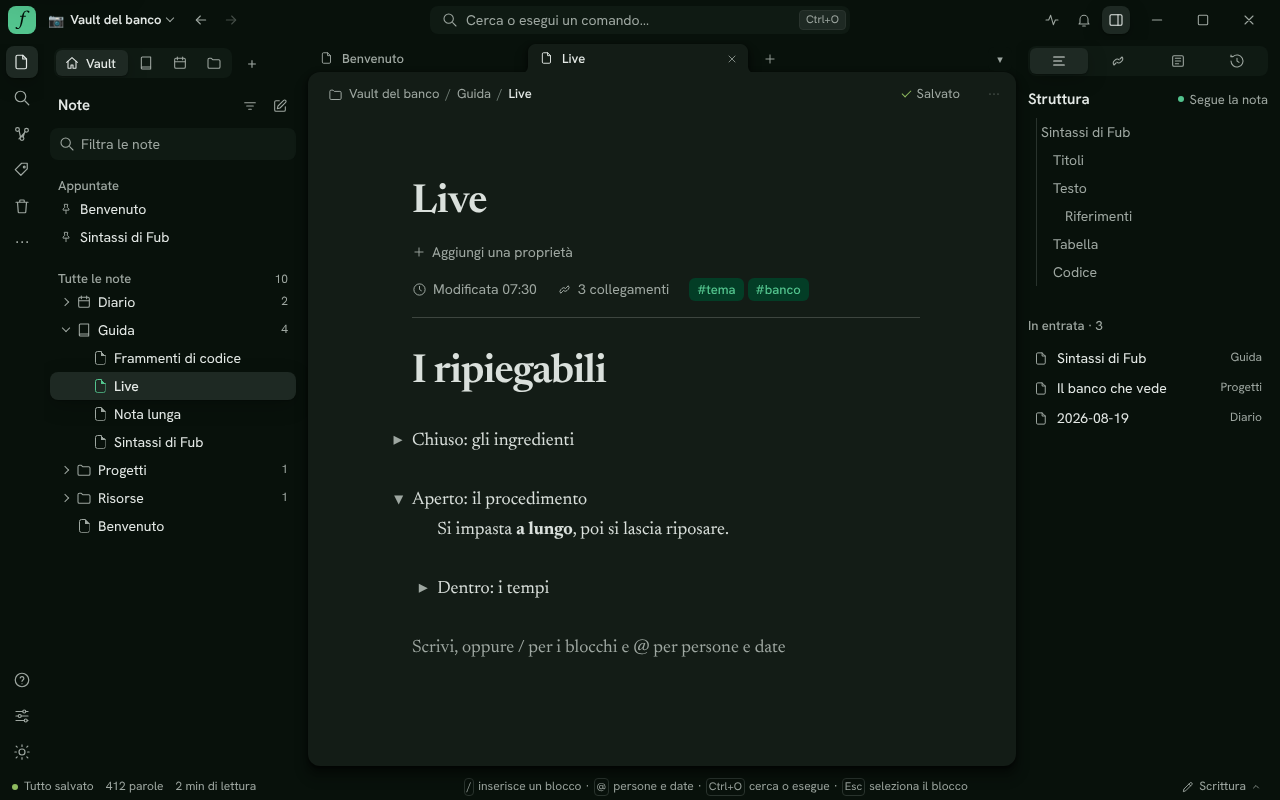 f Vault del banco
Cerca o esegui un comando… Ctrl+O
Vault
Benvenuto
Live
Note
Filtra le note
Appuntate
Benvenuto
Sintassi di Fub
Tutte le note 10
Diario 2
Guida 4
Frammenti di codice
Live
Nota lunga
Sintassi di Fub
Progetti 1
Risorse 1
Benvenuto
Vault del banco / Guida / Live
Salvato
Live
Aggiungi una proprietà
Modificata 07:30 3 collegamenti #tema #banco
I ripiegabili
Chiuso: gli ingredienti
Aperto: il procedimento
Si impasta a lungo, poi si lascia riposare.
Dentro: i tempi
Scrivi, oppure / per i blocchi e @ per persone e date
Struttura Segue la nota
Sintassi di Fub
Titoli
Testo
Riferimenti
Tabella
Codice
In entrata · 3
Sintassi di Fub Guida
Il banco che vede Progetti
2026-08-19 Diario
Tutto salvato 412 parole 2 min di lettura
/ inserisce un blocco · @ persone e date · Ctrl+O cerca o esegue · Esc seleziona il blocco
Scrittura